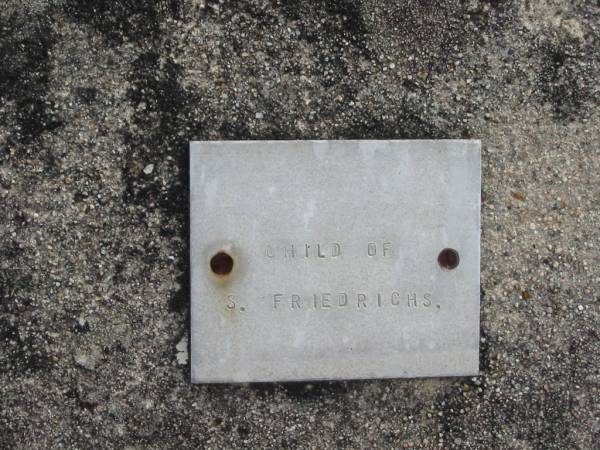 CHILD OF
S. FRIEDRICHS.